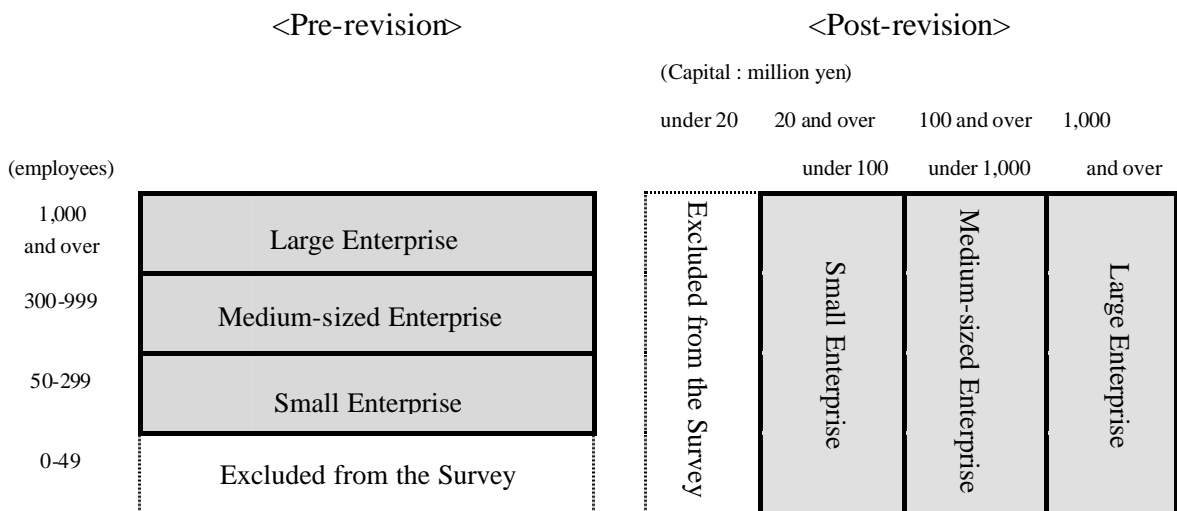 <Pre-revision>
<Post-revision>
(Capital : million yen)
under 20
20 and over
under 100
100 and over
under 1,000
1,000
and over
(employees)
1,000
and over
Large Enterprise
300-999
Medium-sized Enterprise
50-299
Small Enterprise
0-49
Excluded from the Survey
Excluded from the Survey
Small Enterprise
Medium-sized Enterprise
Large Enterprise